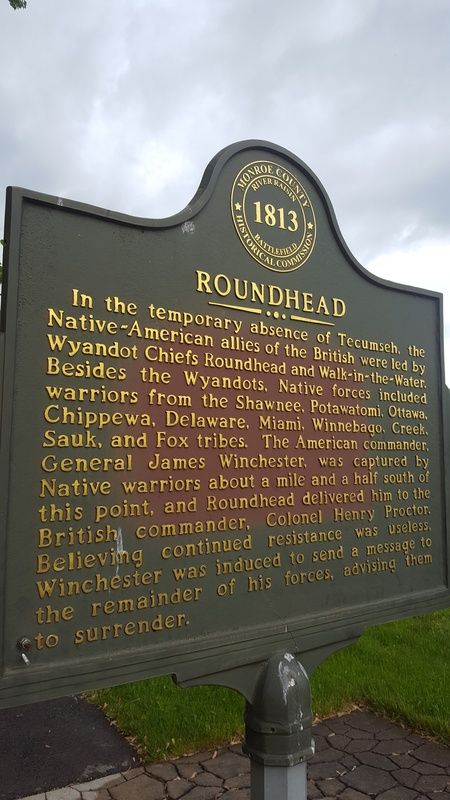 MONROE COUNTY
RIVER RAISIN
1813
BATTLEFIELD
HISTORICAL COMMISSION
ROUNDHEAD
In the temporary absence of Tecumseh, the
Native-American allies of the British were led by
Wyandot Chiefs Roundhead and Walk-in-the-Water.
Besides the Wyandots, Native forces included
warriors from the Shawnee, Potawatomi, Ottawa,
Chippewa, Delaware, Miami, Winnebago, Creek,
Sauk, and Fox tribes. The American commander,
General James Winchester, was captured by
Native warriors about a mile and a half south of
this point, and Roundhead delivered him to the
British commander, Colonel Henry Proctor.
Believing continued resistance was useless,
Winchester was induced to send a message to
the remainder of his forces, advising them
to surrender.